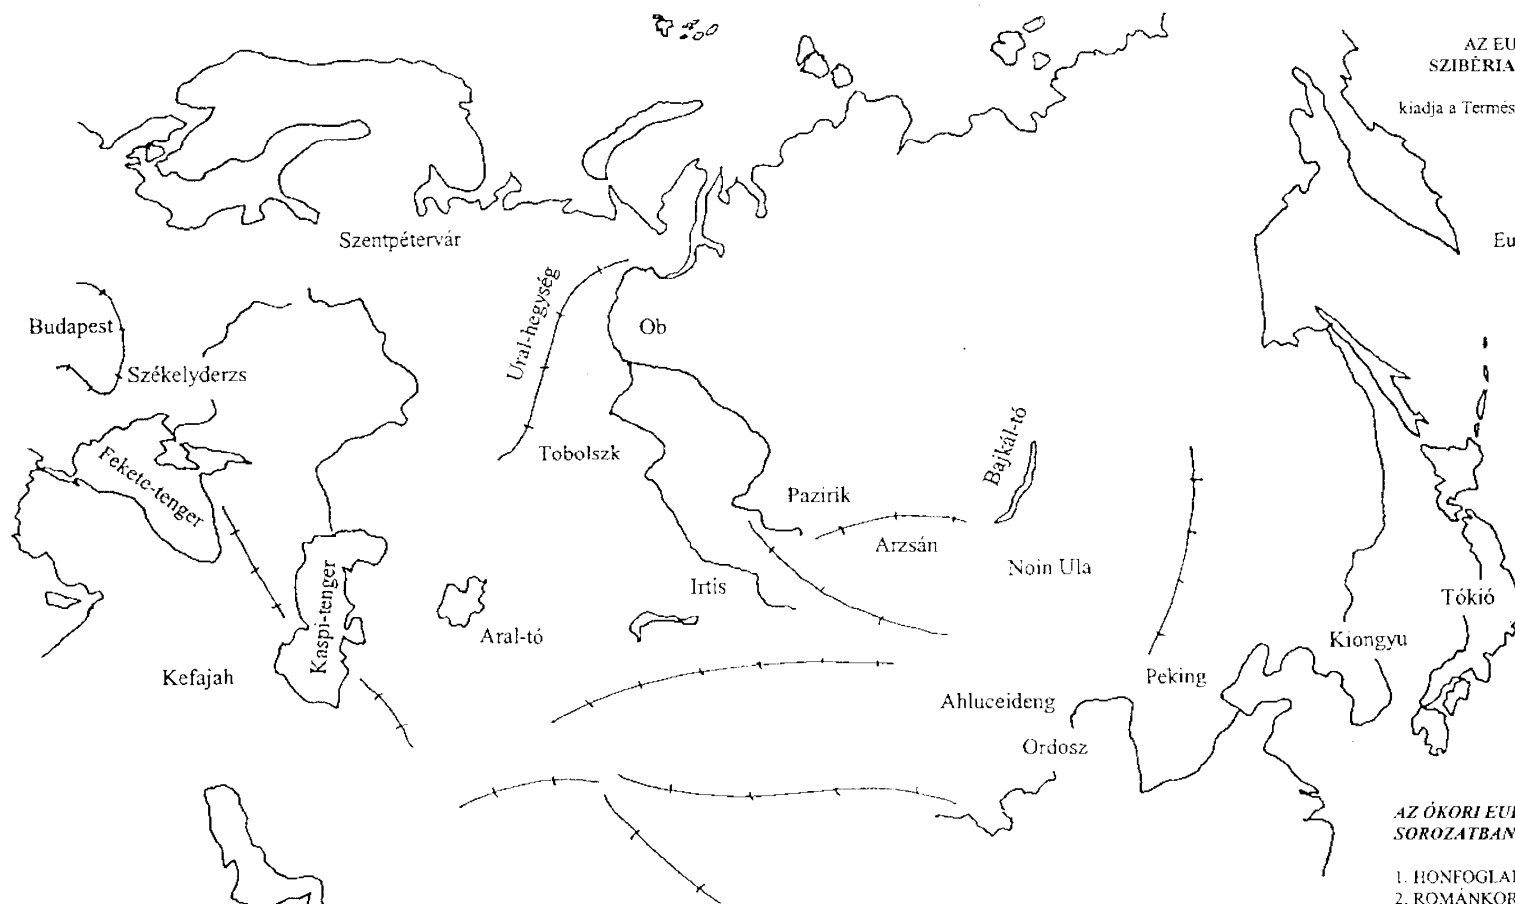 AZ EU
SZIBÉRIA
kiadja a Termés
Szentpétervár
Eu
Ural-hegység
Budapest
Ob
Székelyderzs
Fekete-tenger
Tobolszk
Bajkál-tó
Pazirik
Arzsán
Noin Ula
Irtis
Tókió
Kaspi-tenger
Aral-tó
Kiongyu
Kefajah
Peking
Ahluceideng
Ordosz
AZ ÓKORI EU
SOROZATBAN
1. HONFOGLAL
2. ROMÁNKOR